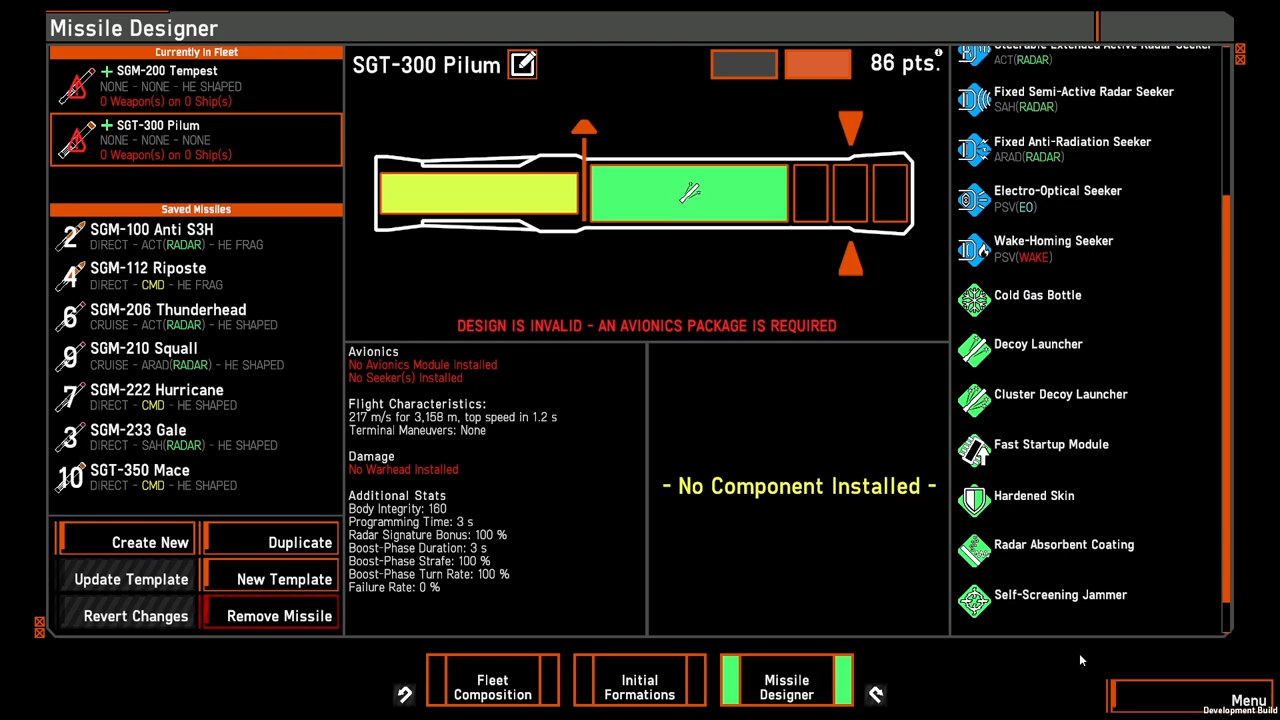 Missile Designer
Currently In Fleet
SGM-200 Tempest
NONE - NONE - HE SHAPED
0 Weapon(s) on 0 Ship(s)
SGT-300 Pilum
NONE - NONE - NONE
0 Weapon(s) on 0 Ship(s)
Saved Missiles
2 SGM-100 Anti S3H
DIRECT - ACT(RADAR) - HE FRAG
4 SGM-112 Riposte
DIRECT - CMD - HE FRAG
6 SGM-206 Thunderhead
CRUISE - ACT(RADAR) - HE SHAPED
9 SGM-210 Squall
CRUISE - ARAD(RADAR) - HE SHAPED
7 SGM-222 Hurricane
DIRECT - CMD - HE SHAPED
3 SGM-233 Gale
DIRECT - SAH(RADAR) - HE SHAPED
10 SGT-350 Mace
DIRECT - CMD - HE SHAPED
Create New
Duplicate
Update Template
New Template
Revert Changes
Remove Missile
SGT-300 Pilum
86 pts.
DESIGN IS INVALID - AN AVIONICS PACKAGE IS REQUIRED
Avionics
No Avionics Module Installed
No Seeker(s) Installed
Flight Characteristics:
217 m/s for 3,158 m, top speed in 1.2 s
Terminal Maneuvers: None
Damage
No Warhead Installed
Additional Stats
Body Integrity: 160
Programming Time: 3 s
Radar Signature Bonus: 100 %
Boost-Phase Duration: 3 s
Boost-Phase Strafe: 100 %
Boost-Phase Turn Rate: 100 %
Failure Rate: 0 %
- No Component Installed -
Steerable Extended Active Radar Seeker
ACT(RADAR)
Fixed Semi-Active Radar Seeker
SAH(RADAR)
Fixed Anti-Radiation Seeker
ARAD(RADAR)
Electro-Optical Seeker
PSV(EO)
Wake-Homing Seeker
PSV(WAKE)
Cold Gas Bottle
Decoy Launcher
Cluster Decoy Launcher
Fast Startup Module
Hardened Skin
Radar Absorbent Coating
Self-Screening Jammer
Fleet
Composition
Initial
Formations
Missile
Designer
Menu
Development Build